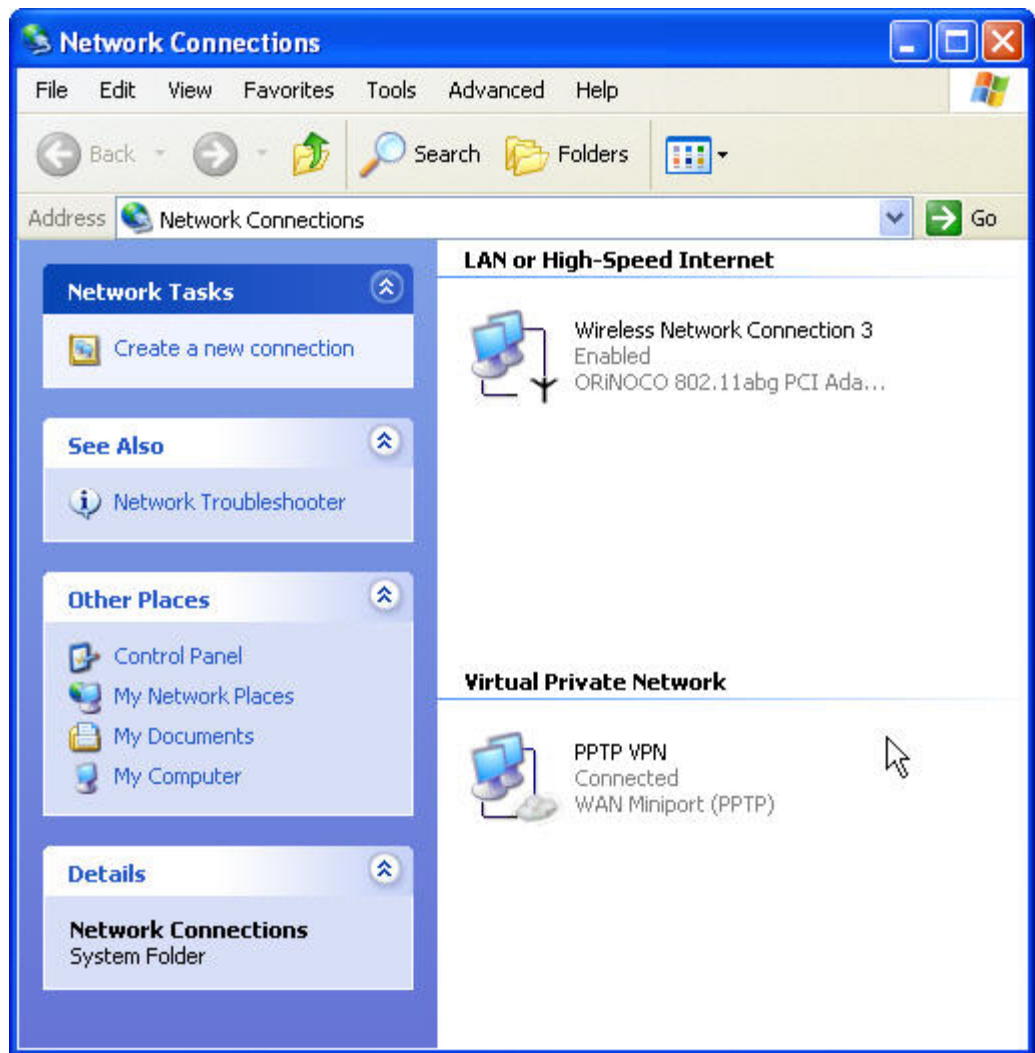 Network Connections
File Edit View Favorites Tools Advanced Help
Back Search Folders
Address Network Connections Go
Network Tasks
Create a new connection
See Also
Network Troubleshooter
Other Places
Control Panel
My Network Places
My Documents
My Computer
Details
Network Connections
System Folder
LAN or High-Speed Internet
Wireless Network Connection 3
Enabled
ORiNOCO 802.11abg PCI Ada...
Virtual Private Network
PPTP VPN
Connected
WAN Miniport (PPTP)